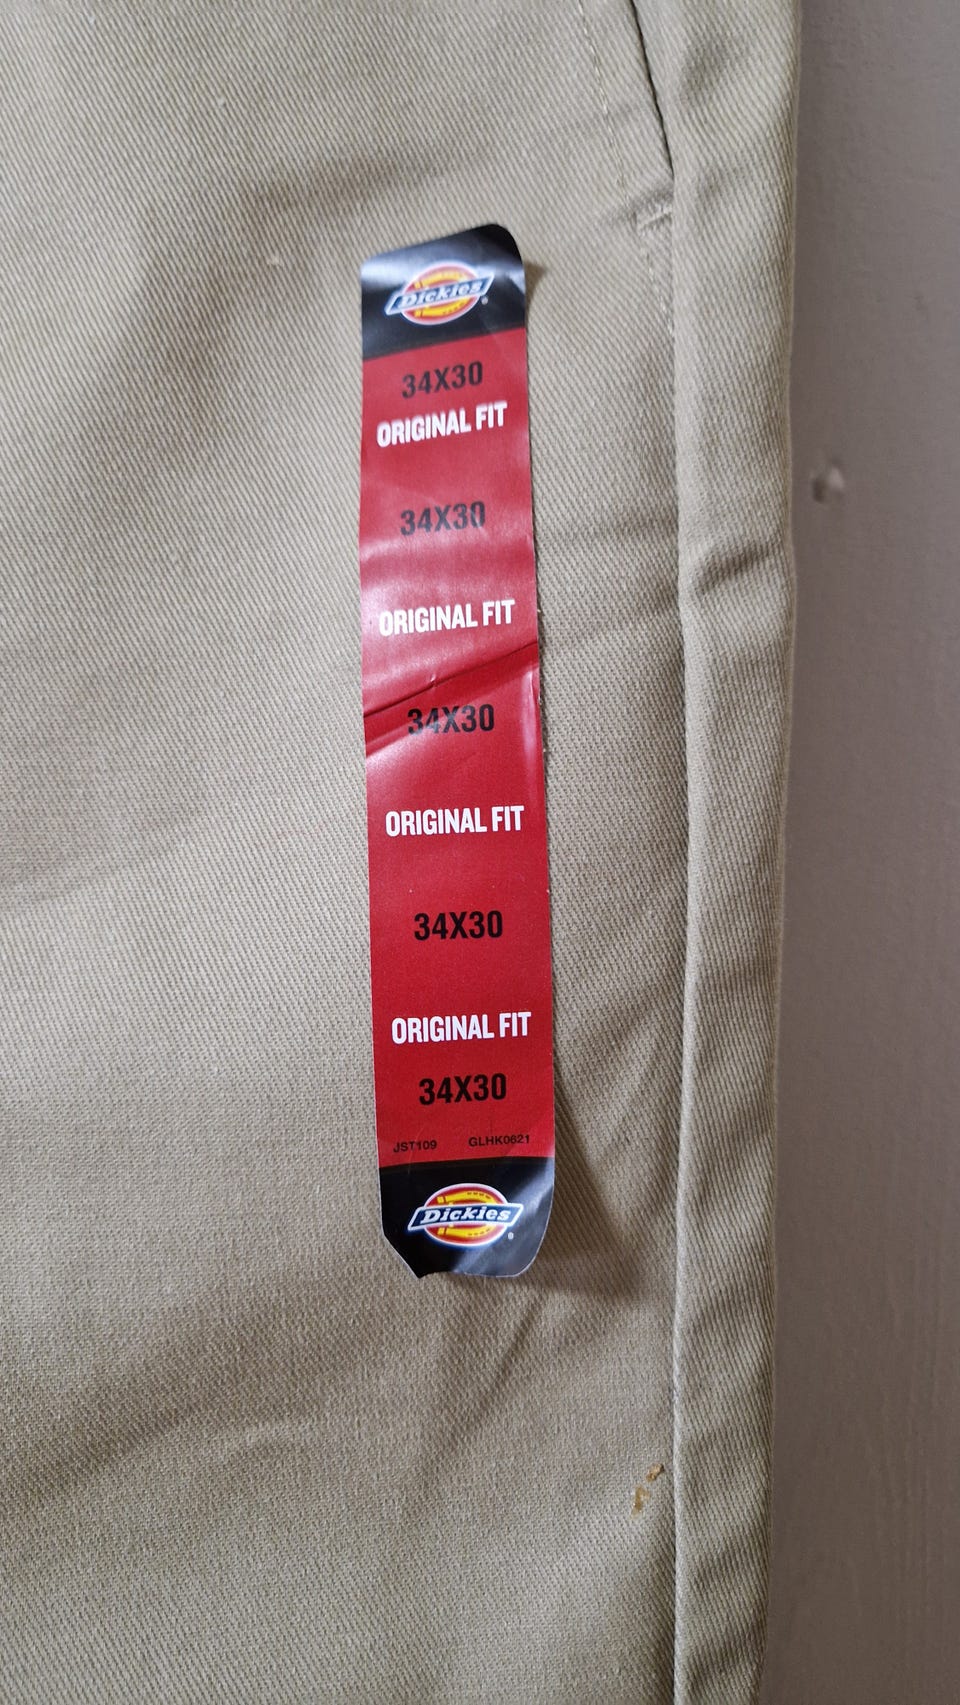 Dickies
34X30
ORIGINAL FIT
34X30
ORIGINAL FIT
34X30
ORIGINAL FIT
34X30
ORIGINAL FIT
34X30
JST109 GLHK0621
Dickies